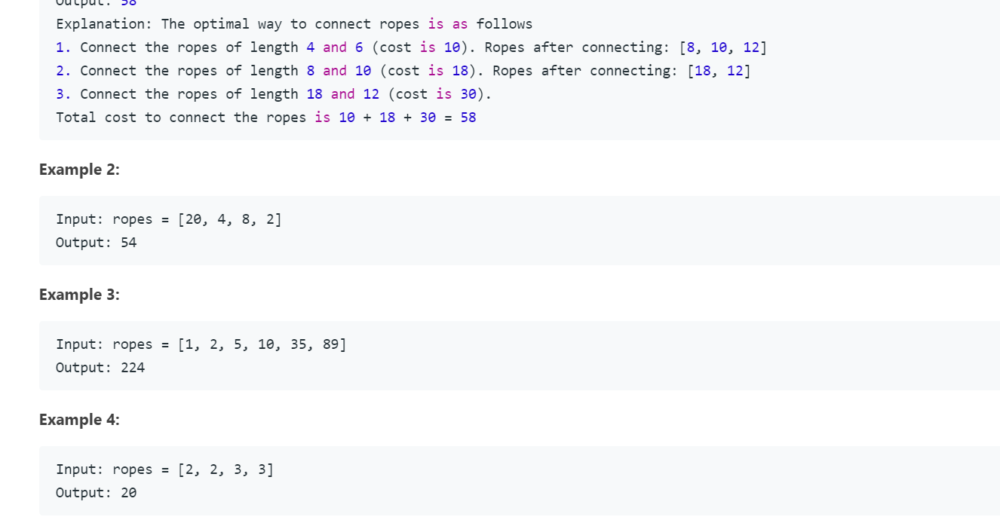 Output: 58
Explanation: The optimal way to connect ropes is as follows
1. Connect the ropes of length 4 and 6 (cost is 10). Ropes after connecting: [8, 10, 12]
2. Connect the ropes of length 8 and 10 (cost is 18). Ropes after connecting: [18, 12]
3. Connect the ropes of length 18 and 12 (cost is 30).
Total cost to connect the ropes is 10 + 18 + 30 = 58
Example 2:
Input: ropes = [20, 4, 8, 2]
Output: 54
Example 3:
Input: ropes = [1, 2, 5, 10, 35, 89]
Output: 224
Example 4:
Input: ropes = [2, 2, 3, 3]
Output: 20